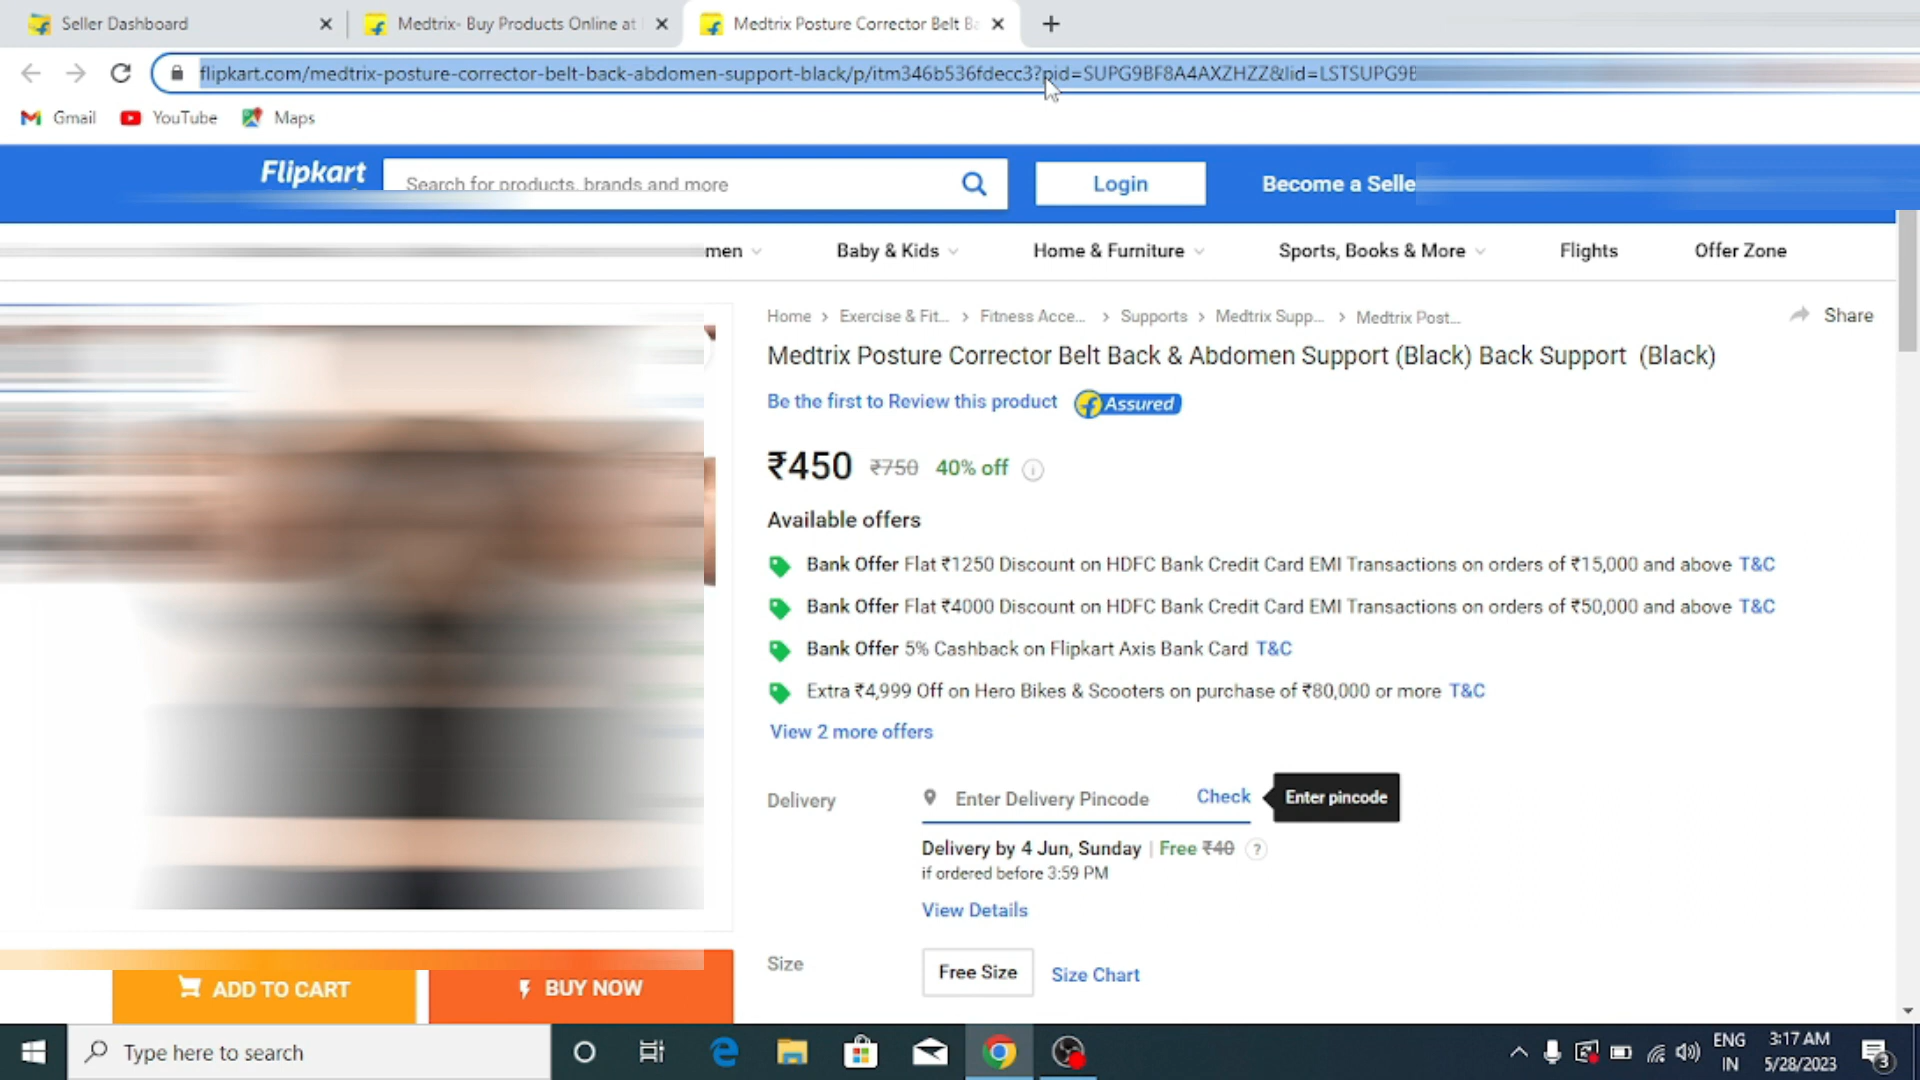 Seller Dashboard
Medtrix- Buy Products Online at
Medtrix Posture Corrector Belt Ba
flipkart.com/medtrix-posture-corrector-belt-back-abdomen-support-black/p/itm346b536fdecc3?pid=SUPG9BF8A4AXZHZZ&lid=LSTSUPG9B
Gmail
YouTube
Maps
Flipkart
Search for products, brands and more
Login
Become a Selle
men
Baby & Kids
Home & Furniture
Sports, Books & More
Flights
Offer Zone
Home > Exercise & Fit... > Fitness Acce... > Supports > Medtrix Supp... > Medtrix Post...
Share
Medtrix Posture Corrector Belt Back & Abdomen Support (Black) Back Support (Black)
Be the first to Review this product
Assured
₹450 ₹750 40% off
Available offers
Bank Offer Flat ₹1250 Discount on HDFC Bank Credit Card EMI Transactions on orders of ₹15,000 and above T&C
Bank Offer Flat ₹4000 Discount on HDFC Bank Credit Card EMI Transactions on orders of ₹50,000 and above T&C
Bank Offer 5% Cashback on Flipkart Axis Bank Card T&C
Extra ₹4,999 Off on Hero Bikes & Scooters on purchase of ₹80,000 or more T&C
View 2 more offers
Delivery
Enter Delivery Pincode
Check
Enter pincode
Delivery by 4 Jun, Sunday | Free ₹40 ?
if ordered before 3:59 PM
View Details
Size
Free Size
Size Chart
ADD TO CART
BUY NOW
Type here to search
ENG
IN
3:17 AM
5/28/2023
3